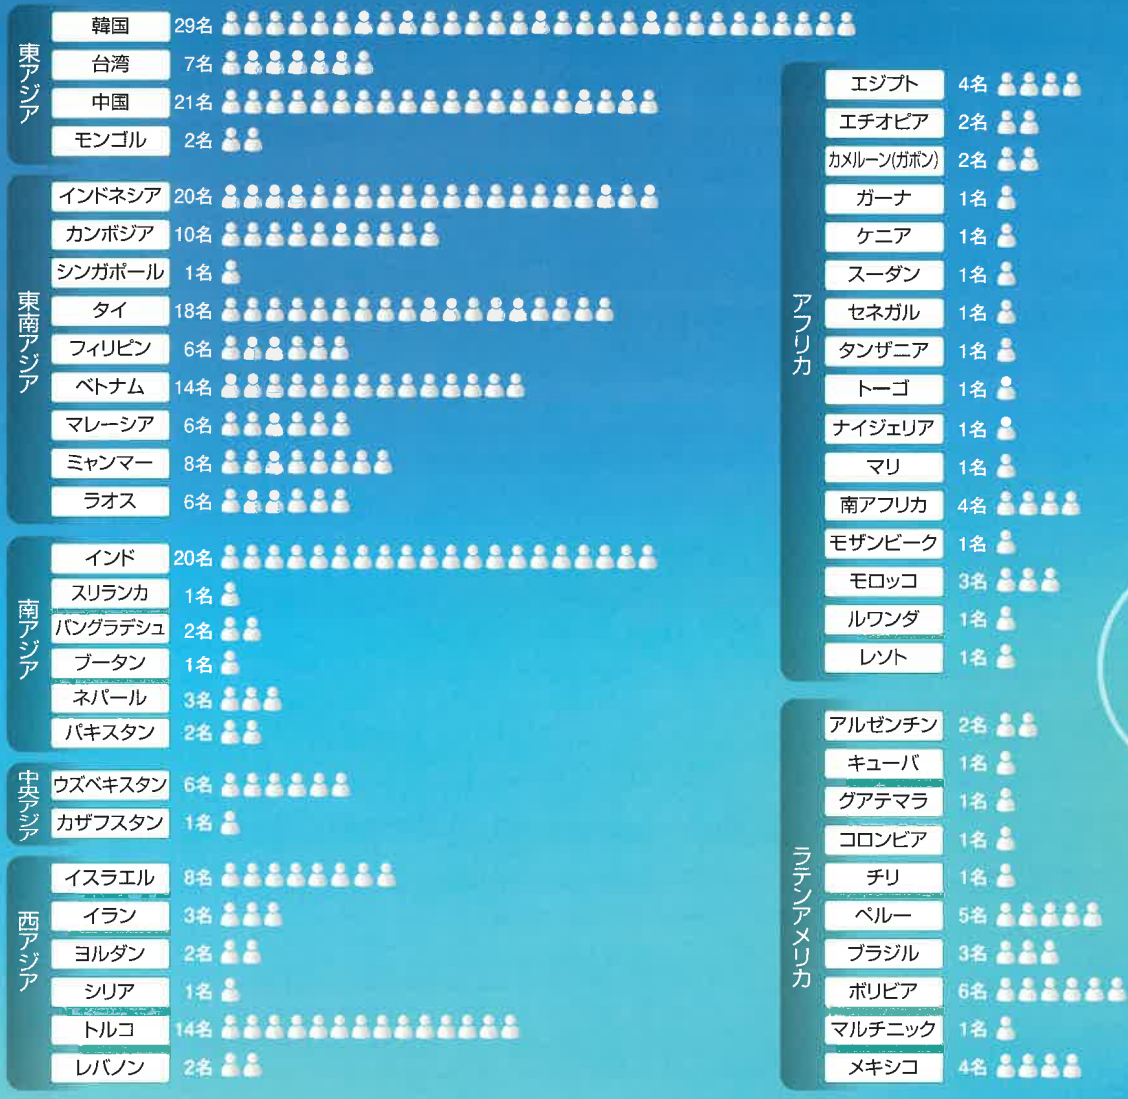 東アジア
韓国 29名
台湾 7名
中国 21名
モンゴル 2名
東南アジア
インドネシア 20名
カンボジア 10名
シンガポール 1名
タイ 18名
フィリピン 6名
ベトナム 14名
マレーシア 6名
ミャンマー 8名
ラオス 6名
南アジア
インド 20名
スリランカ 1名
バングラデシュ 2名
ブータン 1名
ネパール 3名
パキスタン 2名
中央アジア
ウズベキスタン 6名
カザフスタン 1名
西アジア
イスラエル 8名
イラン 3名
ヨルダン 2名
シリア 1名
トルコ 14名
レバノン 2名
アフリカ
エジプト 4名
エチオピア 2名
カメルーン(ガボン) 2名
ガーナ 1名
ケニア 1名
スーダン 1名
セネガル 1名
タンザニア 1名
トーゴ 1名
ナイジェリア 1名
マリ 1名
南アフリカ 4名
モザンビーク 1名
モロッコ 3名
ルワンダ 1名
レソト 1名
ラテンアメリカ
アルゼンチン 2名
キューバ 1名
グアテマラ 1名
コロンビア 1名
チリ 1名
ペルー 5名
ブラジル 3名
ボリビア 6名
マルチニック 1名
メキシコ 4名